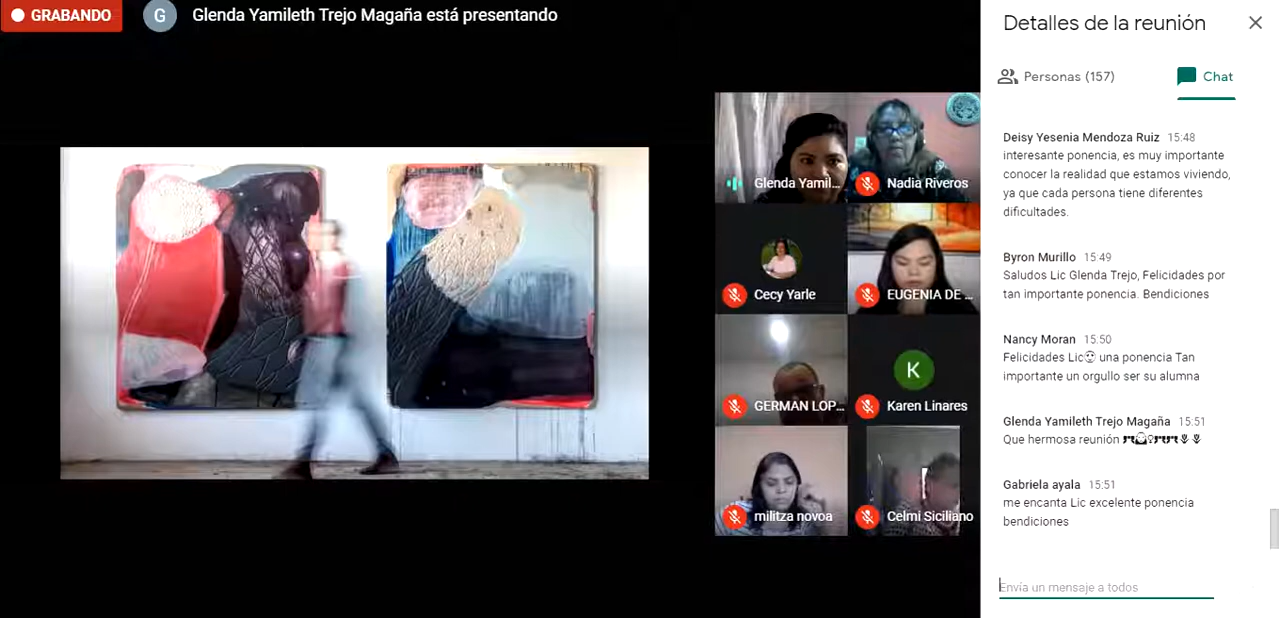 GRABANDO
G
Glenda Yamileth Trejo Magaña está presentando
Glenda Yamil...
Nadia Riveros
Cecy Yarle
EUGENIA DE ...
GERMAN LOP...
K
Karen Linares
militza novoa
Celmi Siciliano
Detalles de la reunión
Personas (157)
Chat
Deisy Yesenia Mendoza Ruiz 15:48
interesante ponencia, es muy importante
conocer la realidad que estamos viviendo,
ya que cada persona tiene diferentes
dificultades.
Byron Murillo 15:49
Saludos Lic Glenda Trejo, Felicidades por
tan importante ponencia. Bendiciones
Nancy Moran 15:50
Felicidades Lic una ponencia Tan
importante un orgullo ser su alumna
Glenda Yamileth Trejo Magaña 15:51
Que hermosa reunión
Gabriela ayala 15:51
me encanta Lic excelente ponencia
bendiciones
Envía un mensaje a todos